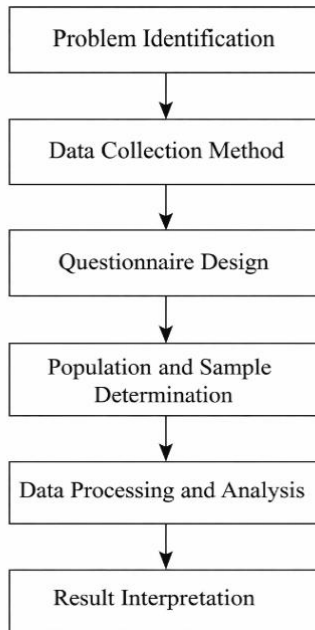 Problem Identification
Data Collection Method
Questionnaire Design
Population and Sample
Determination
Data Processing and Analysis
Result Interpretation